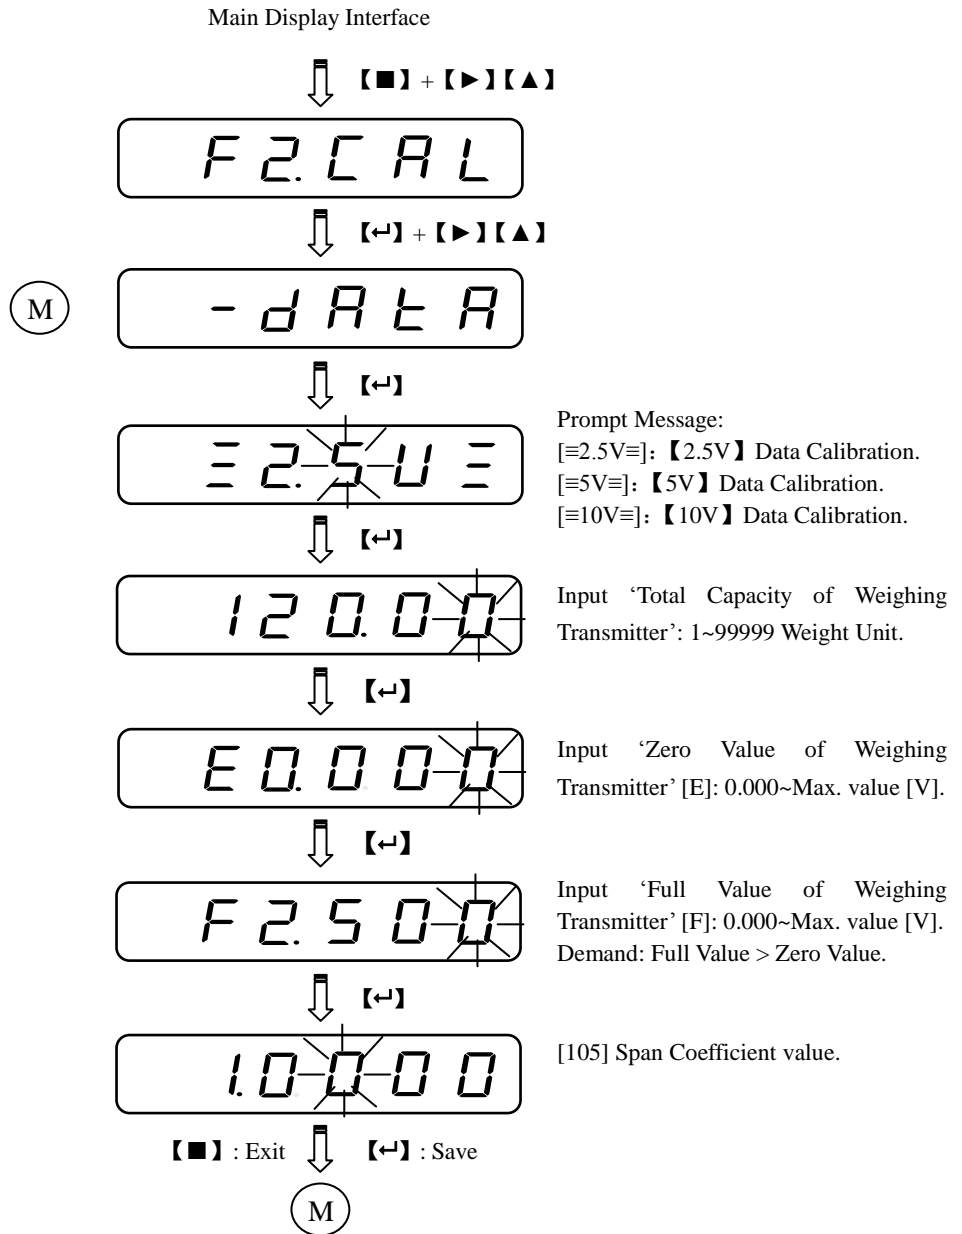 Main Display Interface
【■】+【►】【▲】
F2.CAL
【↵】+【►】【▲】
M
-dAtA
【↵】
≡2.5V≡
Prompt Message:
[≡2.5V≡]:【2.5V】Data Calibration.
[≡5V≡]:【5V】Data Calibration.
[≡10V≡]:【10V】Data Calibration.
【↵】
120.00
Input ‘Total Capacity of Weighing
Transmitter’: 1~99999 Weight Unit.
【↵】
E0.000
Input ‘Zero Value of Weighing
Transmitter’ [E]: 0.000~Max. value [V].
【↵】
F2.500
Input ‘Full Value of Weighing
Transmitter’ [F]: 0.000~Max. value [V].
Demand: Full Value > Zero Value.
【↵】
1.0000
[105] Span Coefficient value.
【■】: Exit 【↵】: Save
M